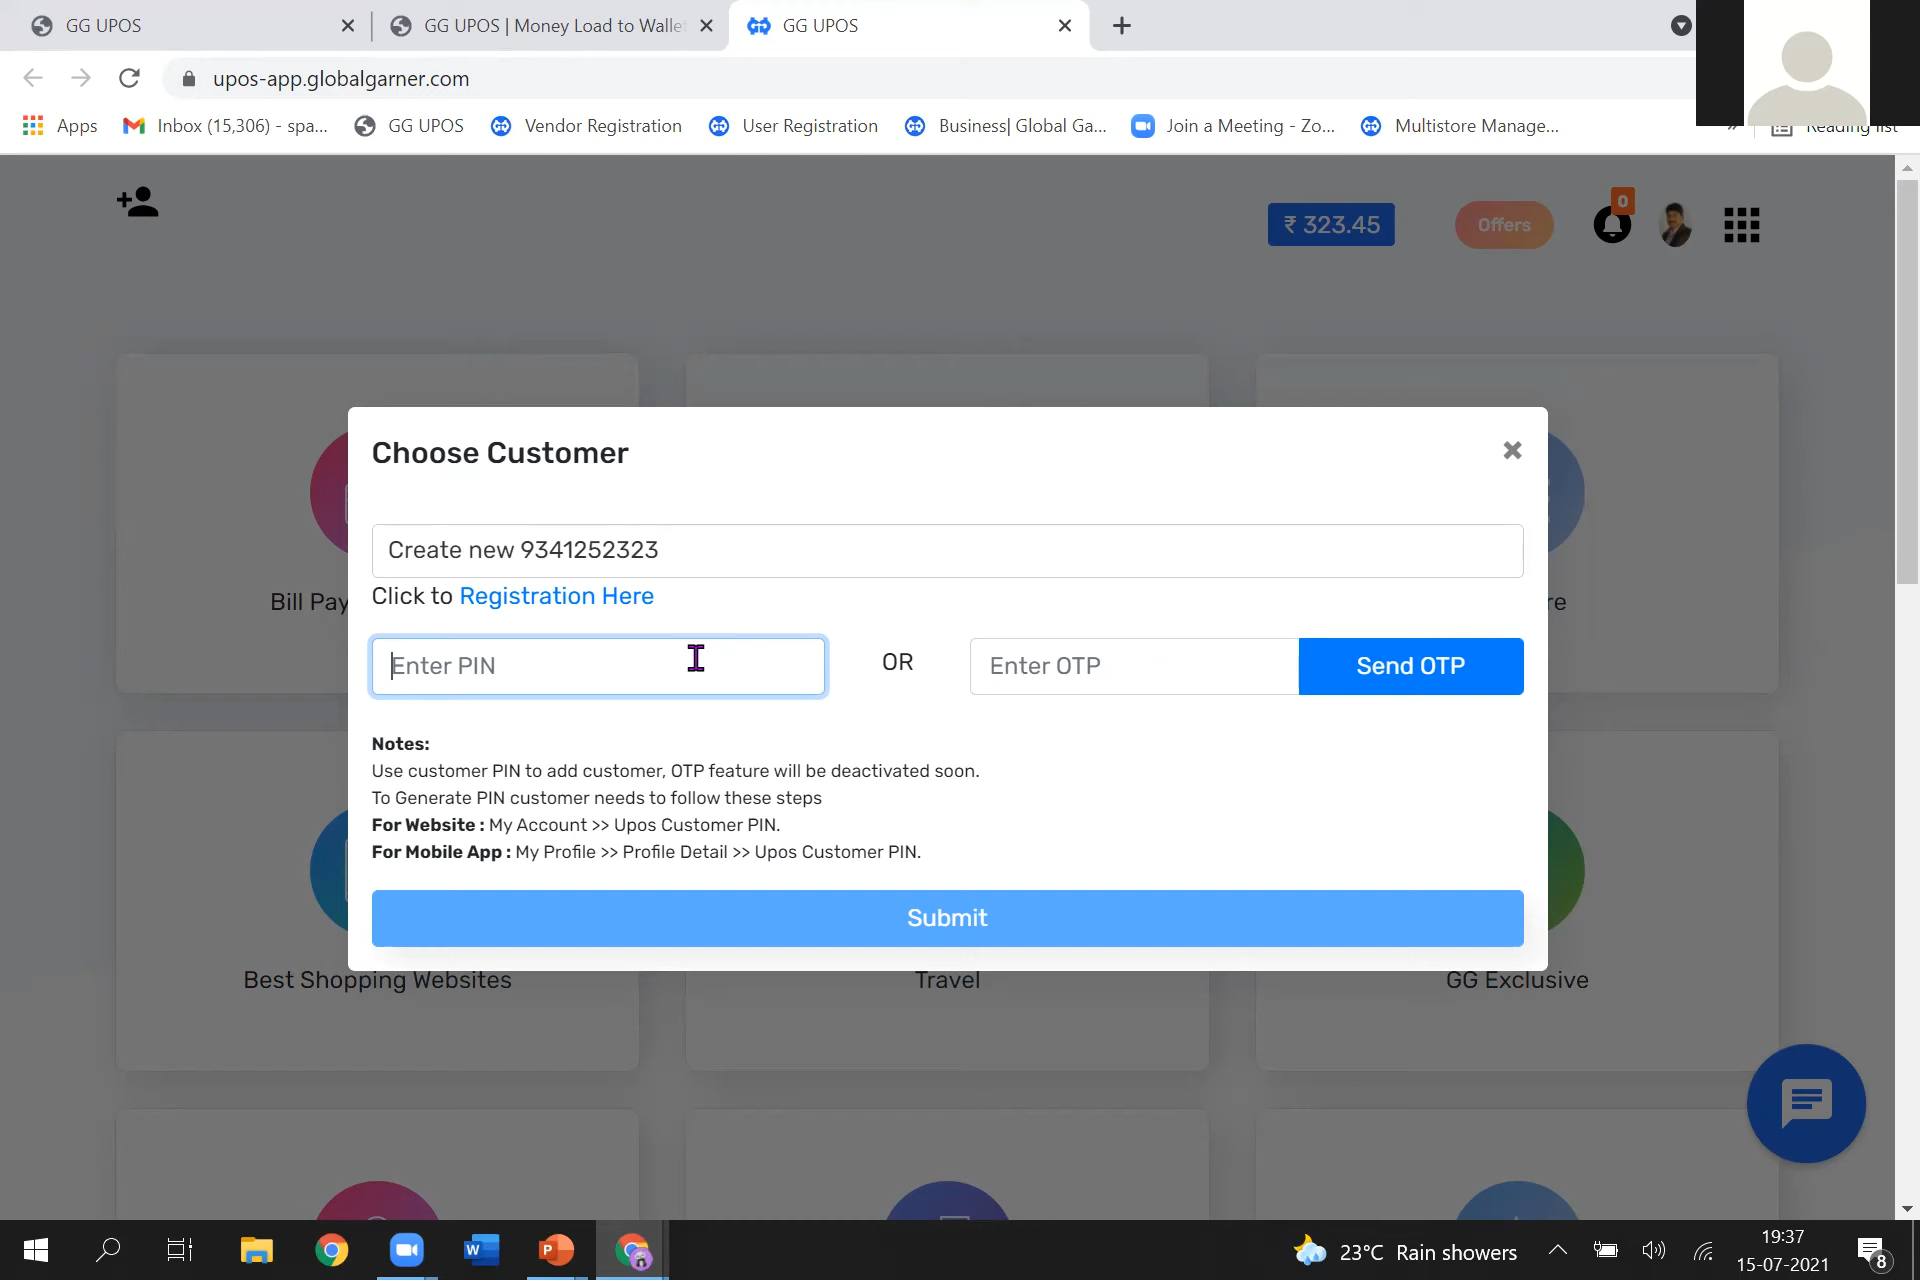 GG UPOS
GG UPOS | Money Load to Walle
GG UPOS
upos-app.globalgarner.com
Apps
Inbox (15,306) - spa...
GG UPOS
Vendor Registration
User Registration
Business| Global Ga...
Join a Meeting - Zo...
Multistore Manage...
»
Reading list
₹ 323.45
Offers
0
Choose Customer
Create new 9341252323
Click to Registration Here
Enter PIN
OR
Enter OTP
Send OTP
Notes:
Use customer PIN to add customer, OTP feature will be deactivated soon.
To Generate PIN customer needs to follow these steps
For Website : My Account >> Upos Customer PIN.
For Mobile App : My Profile >> Profile Detail >> Upos Customer PIN.
Submit
Bill Pay
re
Best Shopping Websites
Travel
GG Exclusive
23°C Rain showers
19:37
15-07-2021
8